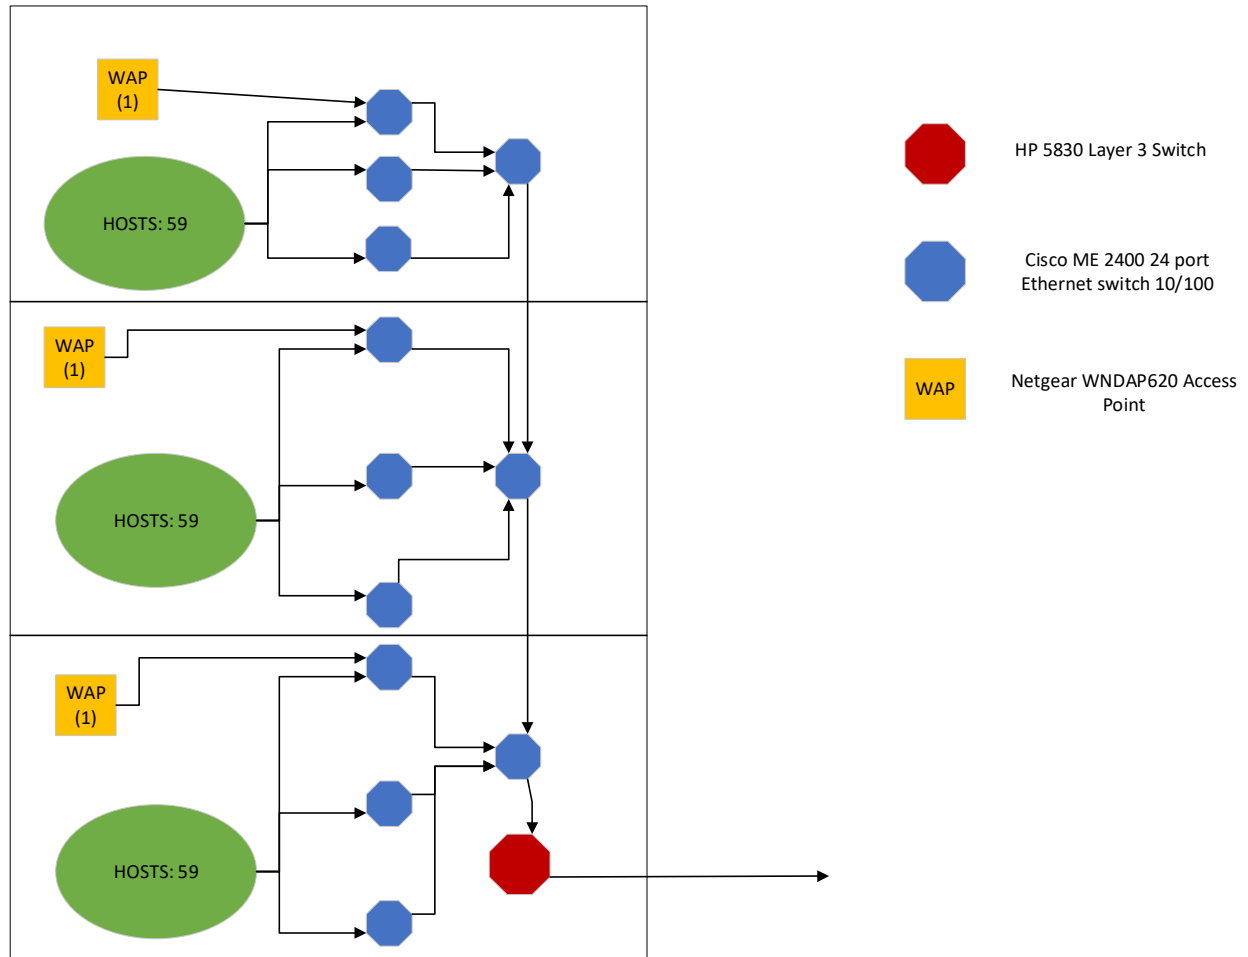 WAP
(1)
HOSTS: 59
WAP
(1)
HOSTS: 59
WAP
(1)
HOSTS: 59
HP 5830 Layer 3 Switch
Cisco ME 2400 24 port
Ethernet switch 10/100
WAP
Netgear WNDAP620 Access
Point